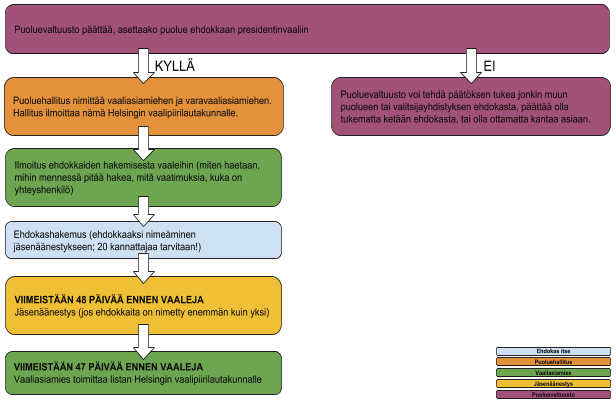 Puoluevaltuusto päättää, asettaako puolue ehdokkaan presidentinvaaliin
KYLLÄ
EI
Puoluehallitus nimittää vaaliasiamiehen ja varavaaliasiamiehen.
Hallitus ilmoittaa nämä Helsingin vaalipiirilautakunnalle.
Puoluevaltuusto voi tehdä päätöksen tukea jonkin muun
puolueen tai valitsijayhdistyksen ehdokasta, päättää olla
tukematta ketään ehdokasta, tai olla ottamatta kantaa asiaan.
Ilmoitus ehdokkaiden hakemisesta vaaleihin (miten haetaan,
mihin mennessä pitää hakea, mitä vaatimuksia, kuka on
yhteyshenkilö)
Ehdokashakemus (ehdokkaaksi nimeäminen
jäsenäänestykseen; 20 kannattajaa tarvitaan!)
VIIMEISTÄÄN 48 PÄIVÄÄ ENNEN VAALEJA
Jäsenäänestys (jos ehdokkaita on nimetty enemmän kuin yksi)
VIIMEISTÄÄN 47 PÄIVÄÄ ENNEN VAALEJA
Vaaliasiamies toimittaa listan Helsingin vaalipiirilautakunnalle
Ehdokas itse
Puoluehallitus
Vaaliasiamies
Jäsenäänestys
Puoluevaltuusto